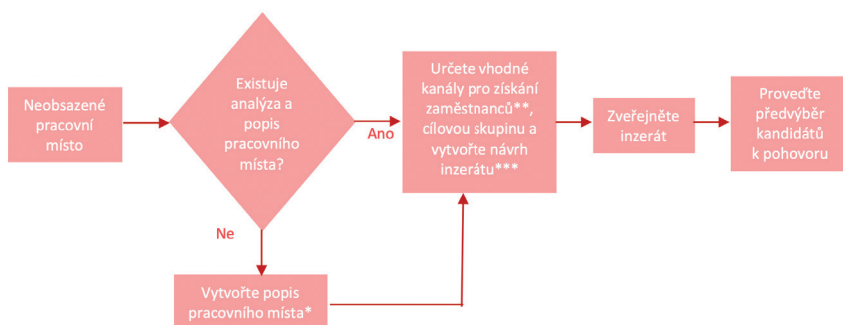 Neobsazené
pracovní
místo
Existuje
analýza a
popis
pracovního
místa?
Ano
Ne
Vytvořte popis
pracovního místa*
Určete vhodné
kanály pro získání
zaměstnanců**,
cílovou skupinu a
vytvořte návrh
inzerátu***
Zveřejněte
inzerát
Proveďte
předvýběr
kandidátů
k pohovoru